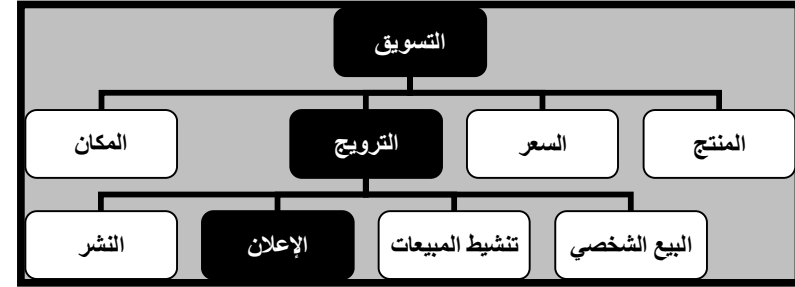 التسويق
المنتج
السعر
الترويج
المكان
البيع الشخصي
تنشيط المبيعات
الإعلان
النشر